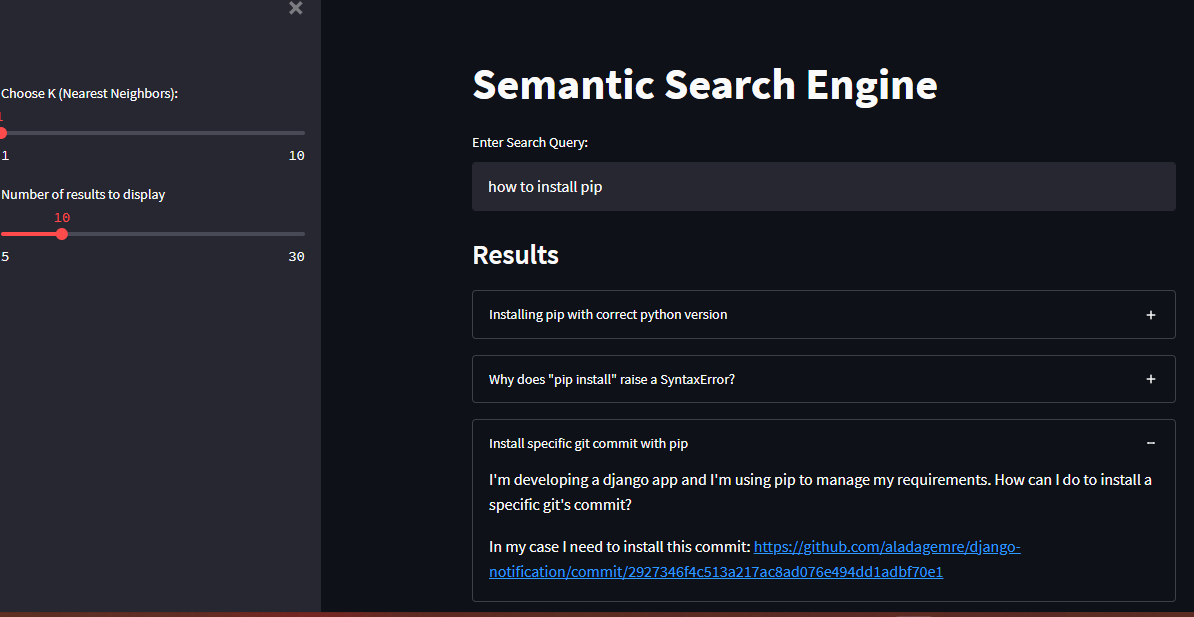 Choose K (Nearest Neighbors):
1
1 10
Number of results to display
10
5 30
Semantic Search Engine
Enter Search Query:
how to install pip
Results
Installing pip with correct python version
Why does "pip install" raise a SyntaxError?
Install specific git commit with pip
I'm developing a django app and I'm using pip to manage my requirements. How can I do to install a
specific git's commit?
In my case I need to install this commit: https://github.com/aladagemre/django-
notification/commit/2927346f4c513a217ac8ad076e494dd1adbf70e1